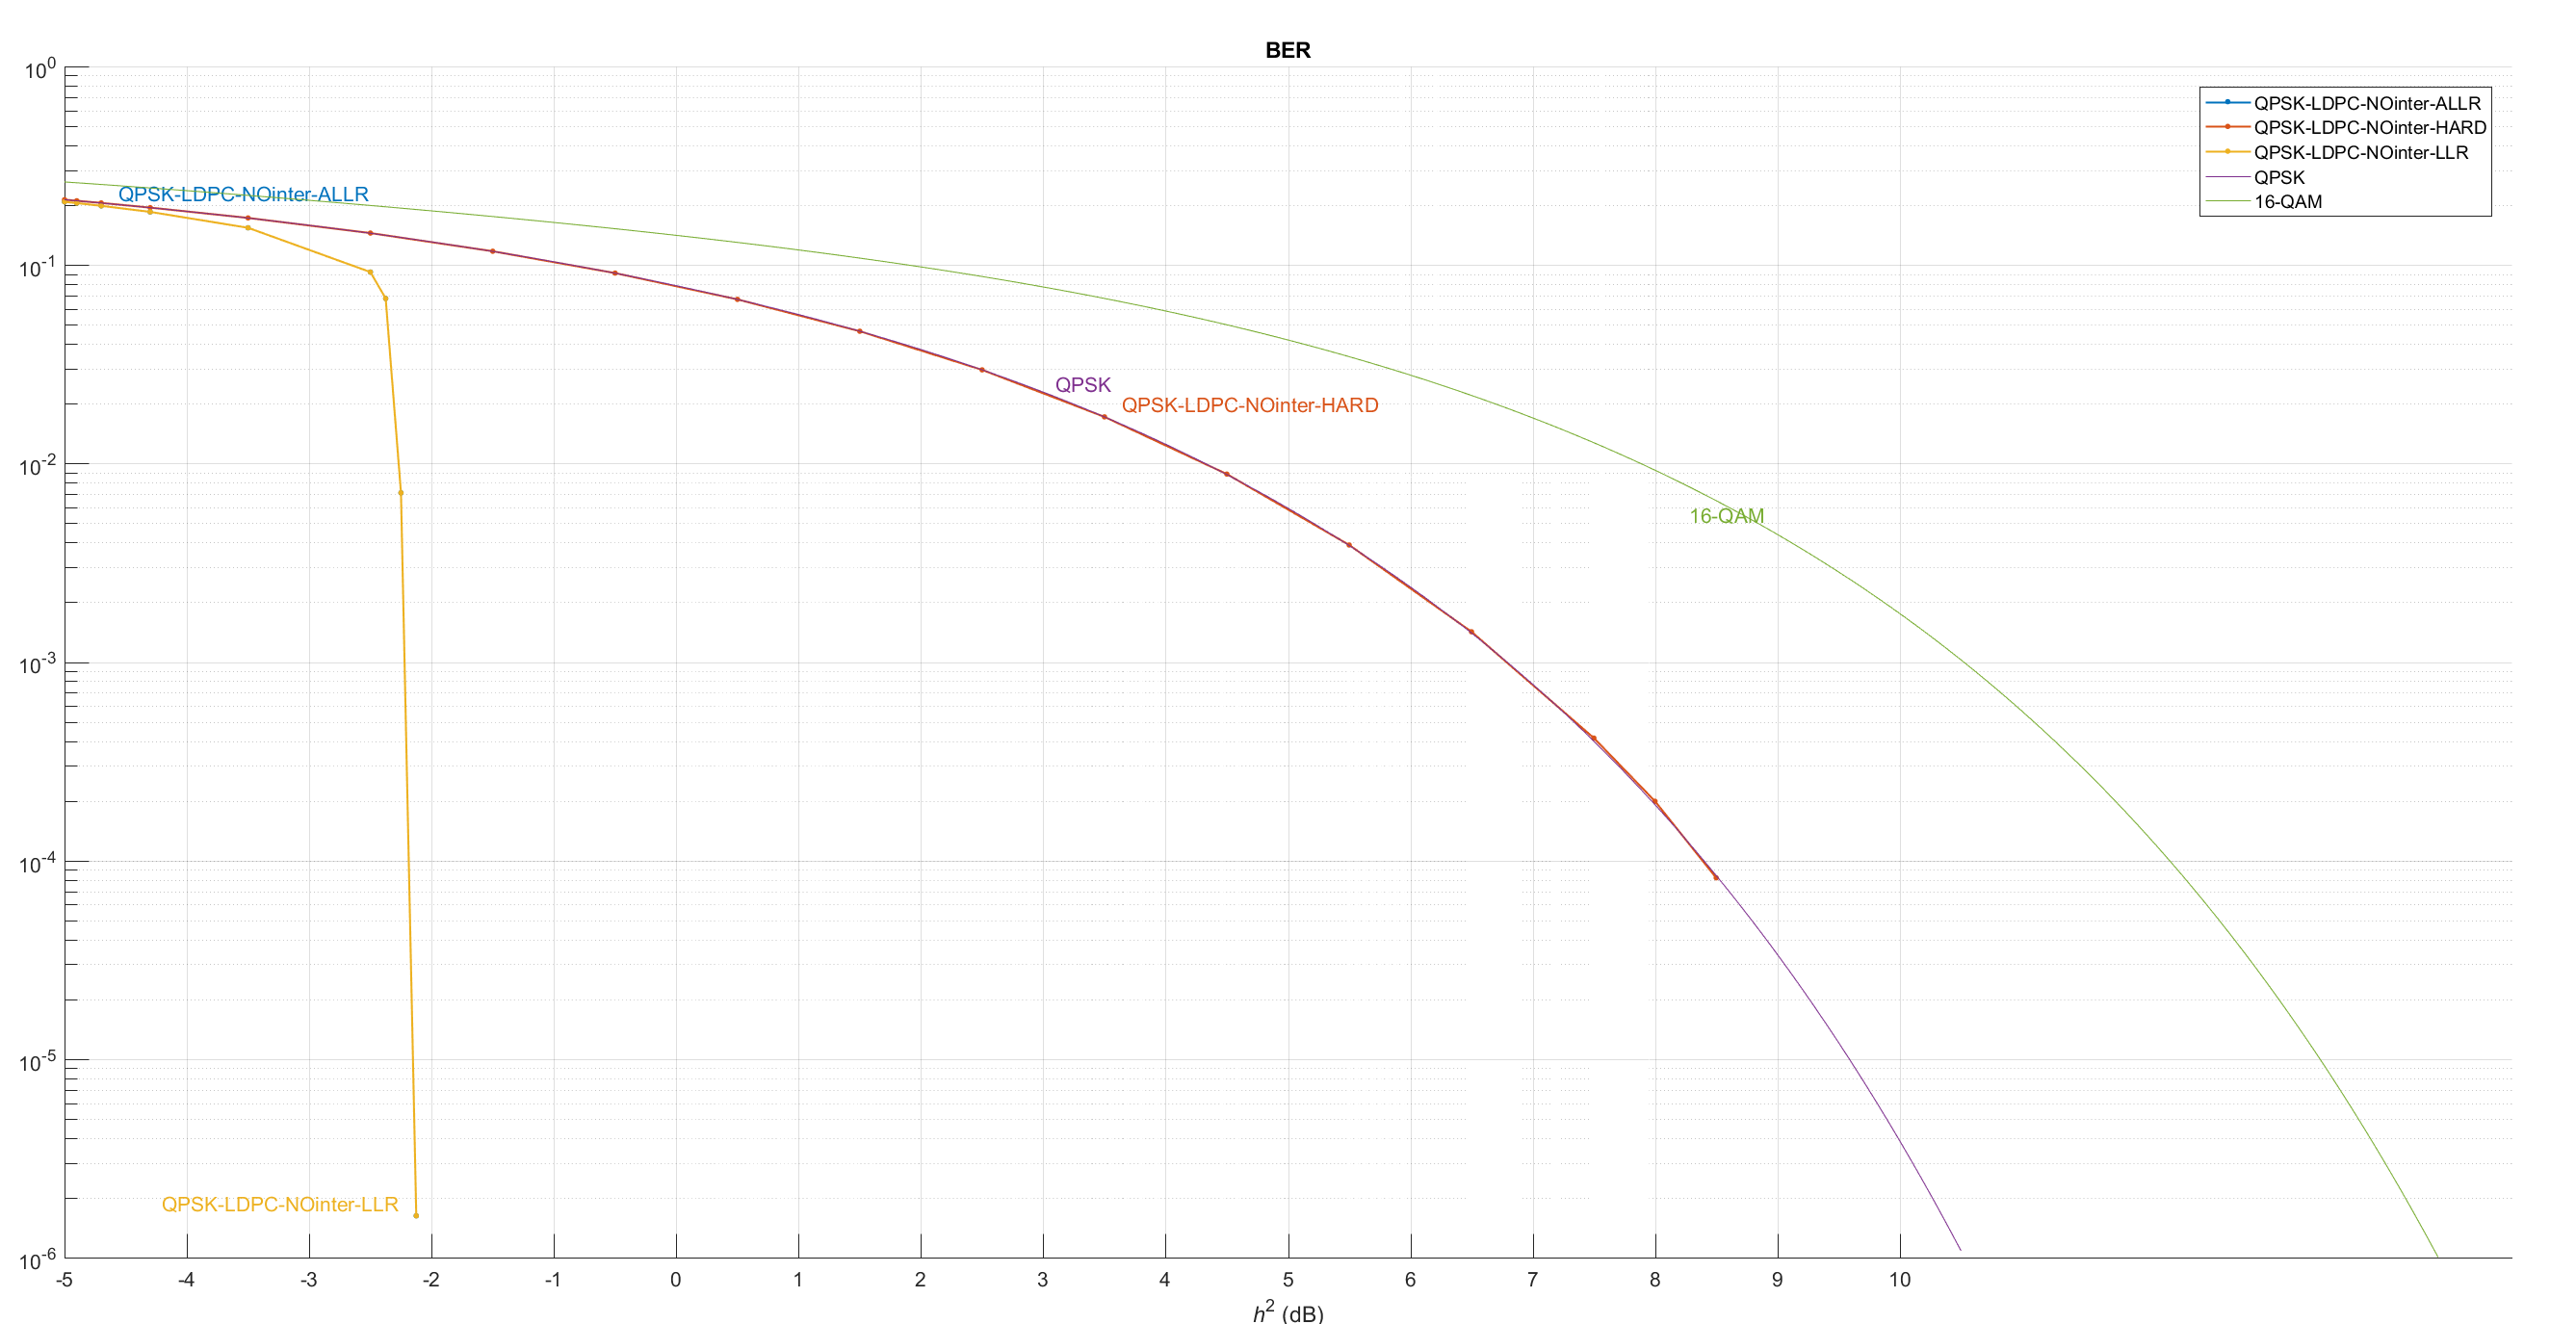 BER
10^0
10^-1
10^-2
10^-3
10^-4
10^-5
10^-6
QPSK-LDPC-NOinter-ALLR
QPSK-LDPC-NOinter-HARD
QPSK-LDPC-NOinter-LLR
QPSK
16-QAM
QPSK-LDPC-NOinter-ALLR
QPSK
QPSK-LDPC-NOinter-HARD
16-QAM
QPSK-LDPC-NOinter-LLR
-5 -4 -3 -2 -1 0 1 2 3 4 5 6 7 8 9 10
h^2 (dB)